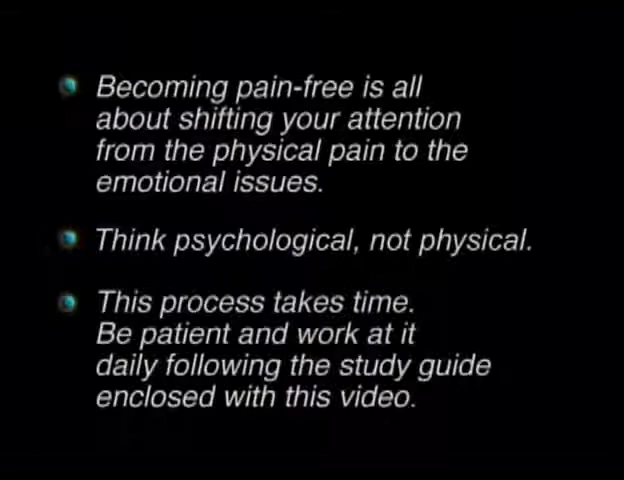 Becoming pain-free is all
about shifting your attention
from the physical pain to the
emotional issues.
Think psychological, not physical.
This process takes time.
Be patient and work at it
daily following the study guide
enclosed with this video.